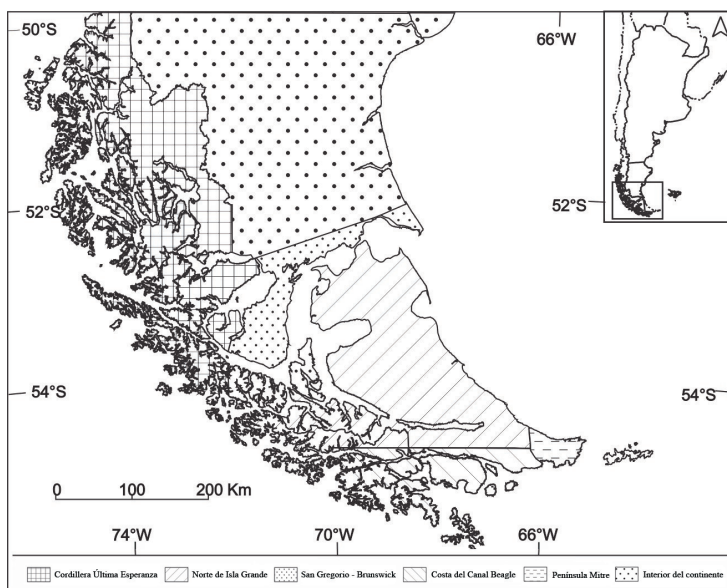 50°S
66°W
52°S
52°S
54°S
54°S
0 100 200 Km
74°W 70°W 66°W
Cordillera Última Esperanza Norte de Isla Grande San Gregorio - Brunswick Costa del Canal Beagle Península Mitre Interior del continente